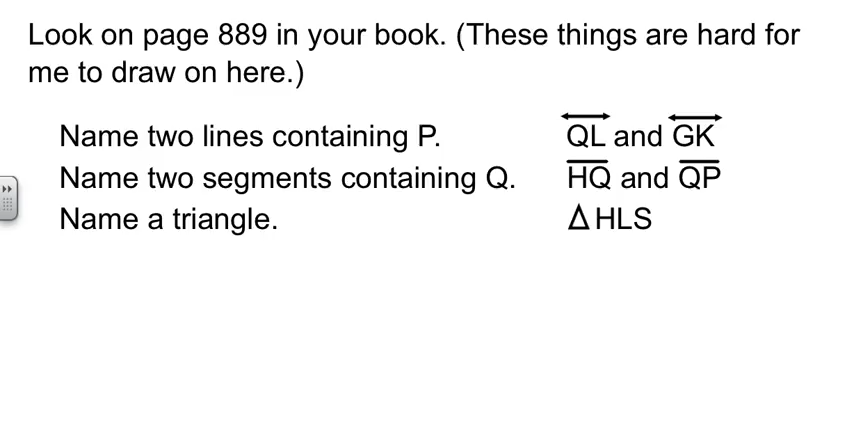 Look on page 889 in your book. (These things are hard for
me to draw on here.)
Name two lines containing P. QL and GK
Name two segments containing Q. HQ and QP
Name a triangle. Δ HLS